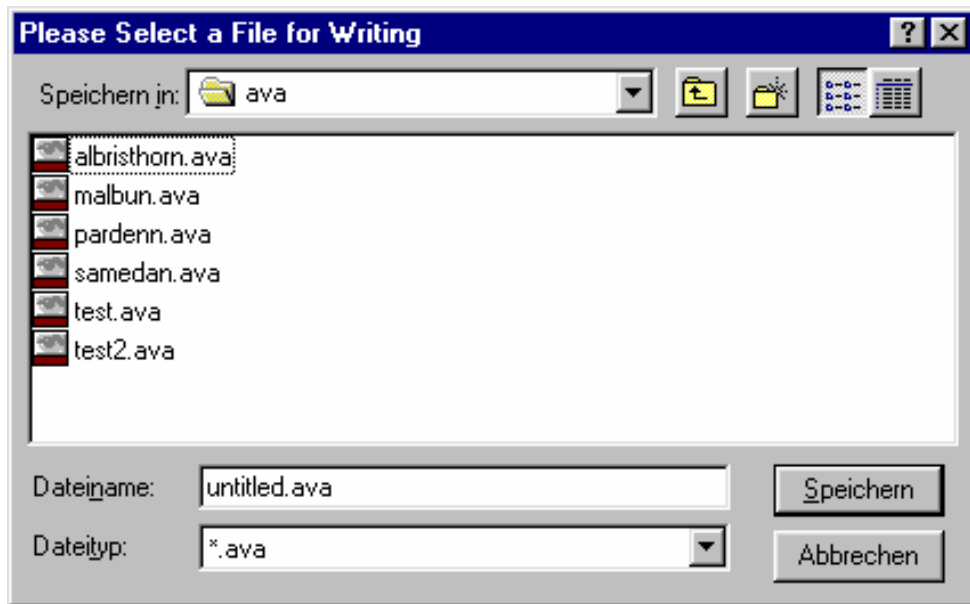 Please Select a File for Writing
Speichern in: ava
albristhorn.ava
malbun.ava
pardenn.ava
samedan.ava
test.ava
test2.ava
Dateiname: untitled.ava Speichern
Dateityp: *.ava Abbrechen